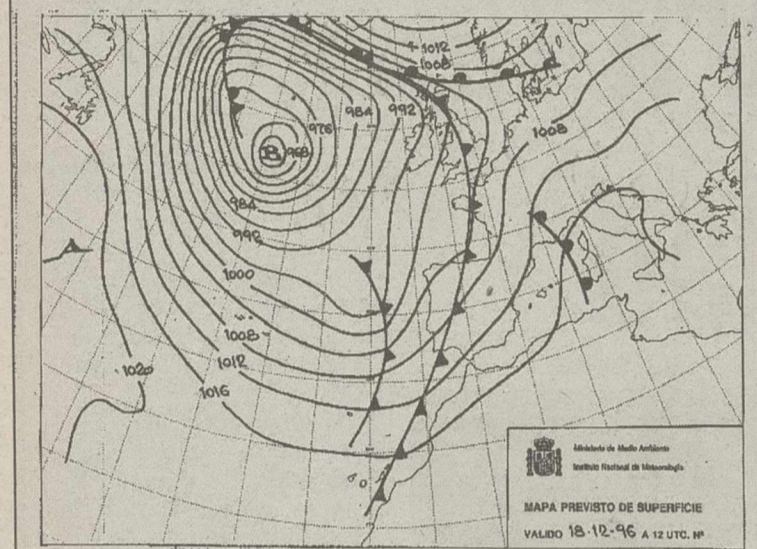 1012
1008
984
992
976
B
968
1008
984
992
1000
A
1008
1012
1020
1016
Ministerio de Medio Ambiente
Instituto Nacional de Meteorología
MAPA PREVISTO DE SUPERFICIE
VALIDO 18-12-96 A 12 UTC. Nº